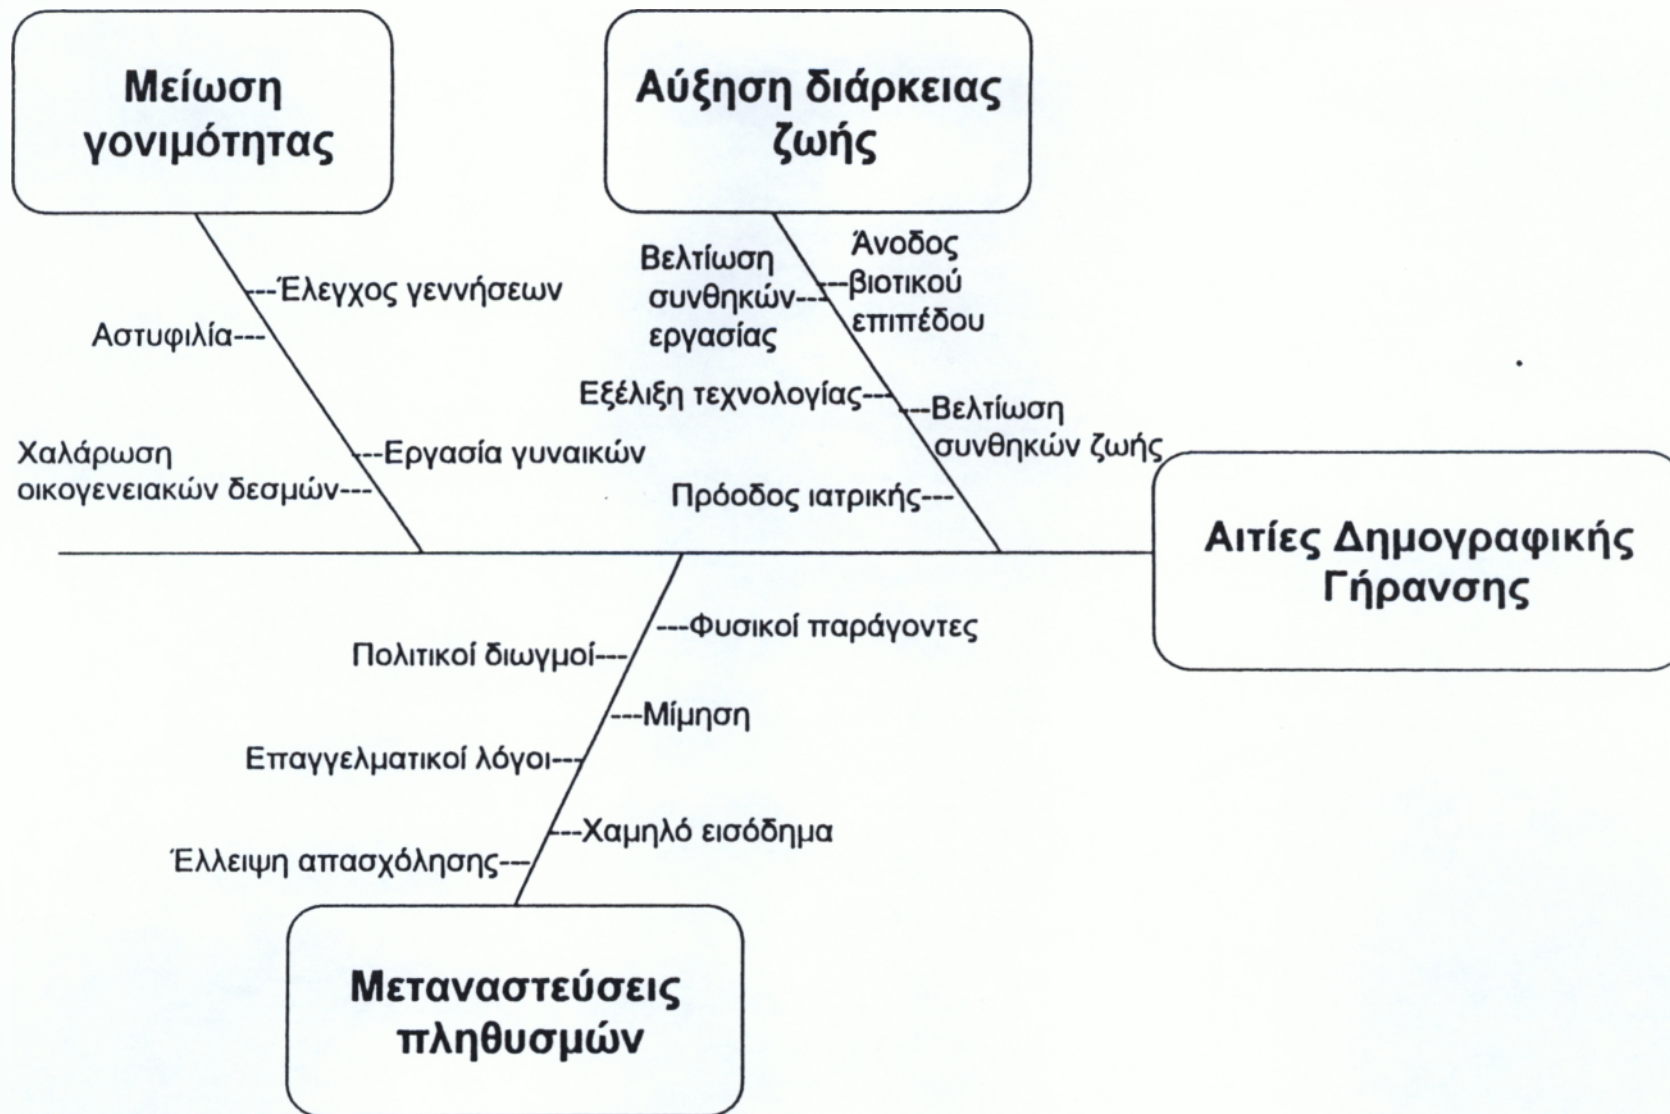 Μείωση
γονιμότητας
Αύξηση διάρκειας
ζωής
---Έλεγχος γεννήσεων
Αστυφιλία---
---Εργασία γυναικών
Χαλάρωση
οικογενειακών δεσμών---
Βελτίωση
συνθηκών---
εργασίας
Άνοδος
---βιοτικού
επιπέδου
Εξέλιξη τεχνολογίας---
---Βελτίωση
συνθηκών ζωής
Πρόοδος ιατρικής---
Αιτίες Δημογραφικής
Γήρανσης
---Φυσικοί παράγοντες
Πολιτικοί διωγμοί---
---Μίμηση
Επαγγελματικοί λόγοι---
---Χαμηλό εισόδημα
Έλλειψη απασχόλησης---
Μεταναστεύσεις
πληθυσμών